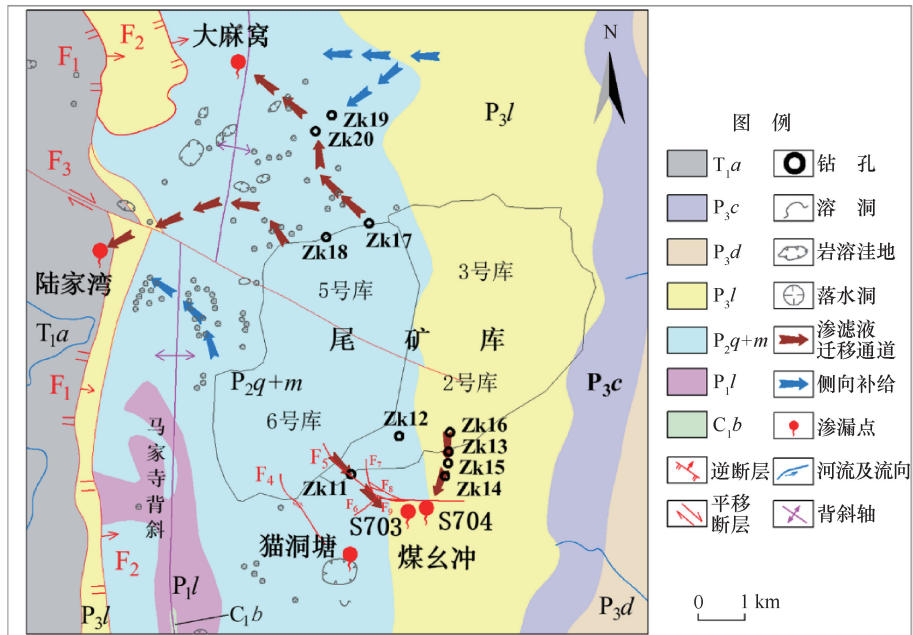 F₁
F₂
大麻窝
N
Zk19
Zk20
P₃l
F₃
Zk17
Zk18
陆家湾
5号库
3号库
尾矿库
T₁a
P₂q+m
2号库
P₃c
F₁
6号库
Zk12
Zk16
Zk13
Zk15
Zk14
马家寺背斜
F₅
F₇
F₈
F₄
Zk11
F₆
F₉
S703
S704
猫洞塘
煤幺冲
F₂
P₁l
C₁b
P₃l
P₃d
图 例
T₁a
钻 孔
P₃c
溶 洞
P₃d
岩溶洼地
P₃l
落水洞
P₂q+m
渗滤液
迁移通道
P₁l
侧向补给
C₁b
渗漏点
逆断层
河流及流向
平移
断层
背斜轴
0 1 km